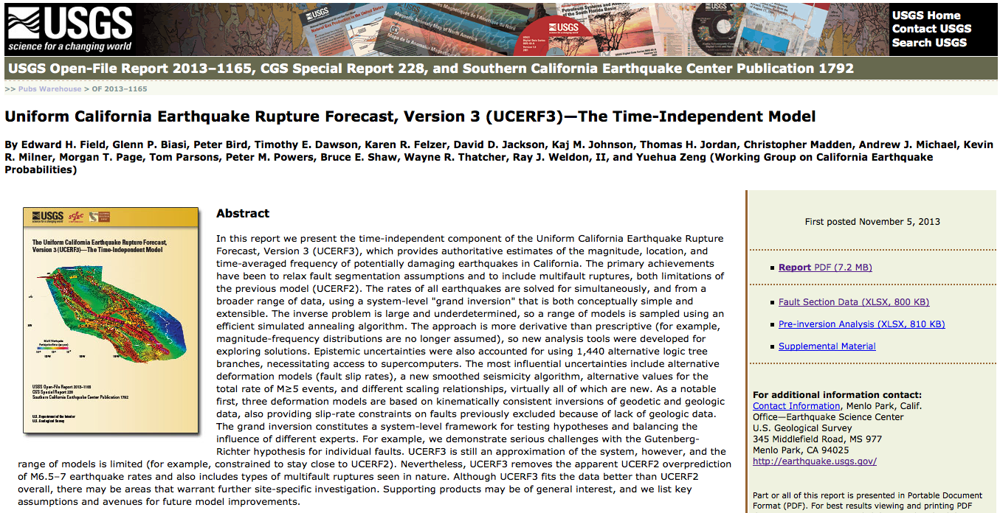 USGS
science for a changing world
USGS Home
Contact USGS
Search USGS
USGS Open-File Report 2013–1165, CGS Special Report 228, and Southern California Earthquake Center Publication 1792
>> Pubs Warehouse > OF 2013–1165
Uniform California Earthquake Rupture Forecast, Version 3 (UCERF3)—The Time-Independent Model
By Edward H. Field, Glenn P. Biasi, Peter Bird, Timothy E. Dawson, Karen R. Felzer, David D. Jackson, Kaj M. Johnson, Thomas H. Jordan, Christopher Madden, Andrew J. Michael, Kevin
R. Milner, Morgan T. Page, Tom Parsons, Peter M. Powers, Bruce E. Shaw, Wayne R. Thatcher, Ray J. Weldon, II, and Yuehua Zeng (Working Group on California Earthquake
Probabilities)
USGS
The Uniform California Earthquake Rupture Forecast,
Version 3 (UCERF3)—The Time-Independent Model
USGS Open-File Report 2013–1165
CGS Special Report 228
Southern California Earthquake Center Publication 1792
U.S. Department of the Interior
U.S. Geological Survey
Abstract
In this report we present the time-independent component of the Uniform California Earthquake Rupture
Forecast, Version 3 (UCERF3), which provides authoritative estimates of the magnitude, location, and
time-averaged frequency of potentially damaging earthquakes in California. The primary achievements
have been to relax fault segmentation assumptions and to include multifault ruptures, both limitations of
the previous model (UCERF2). The rates of all earthquakes are solved for simultaneously, and from a
broader range of data, using a system-level "grand inversion" that is both conceptually simple and
extensible. The inverse problem is large and underdetermined, so a range of models is sampled using an
efficient simulated annealing algorithm. The approach is more derivative than prescriptive (for example,
magnitude-frequency distributions are no longer assumed), so new analysis tools were developed for
exploring solutions. Epistemic uncertainties were also accounted for using 1,440 alternative logic tree
branches, necessitating access to supercomputers. The most influential uncertainties include alternative
deformation models (fault slip rates), a new smoothed seismicity algorithm, alternative values for the
total rate of M≥5 events, and different scaling relationships, virtually all of which are new. As a notable
first, three deformation models are based on kinematically consistent inversions of geodetic and geologic
data, also providing slip-rate constraints on faults previously excluded because of lack of geologic data.
The grand inversion constitutes a system-level framework for testing hypotheses and balancing the
influence of different experts. For example, we demonstrate serious challenges with the Gutenberg-
Richter hypothesis for individual faults. UCERF3 is still an approximation of the system, however, and the
range of models is limited (for example, constrained to stay close to UCERF2). Nevertheless, UCERF3 removes the apparent UCERF2 overprediction
of M6.5–7 earthquake rates and also includes types of multifault ruptures seen in nature. Although UCERF3 fits the data better than UCERF2
overall, there may be areas that warrant further site-specific investigation. Supporting products may be of general interest, and we list key
assumptions and avenues for future model improvements.
First posted November 5, 2013
Report PDF (7.2 MB)
Fault Section Data (XLSX, 800 KB)
Pre-inversion Analysis (XLSX, 810 KB)
Supplemental Material
For additional information contact:
Contact Information, Menlo Park, Calif.
Office—Earthquake Science Center
U.S. Geological Survey
345 Middlefield Road, MS 977
Menlo Park, CA 94025
http://earthquake.usgs.gov/
Part or all of this report is presented in Portable Document
Format (PDF). For best results viewing and printing PDF